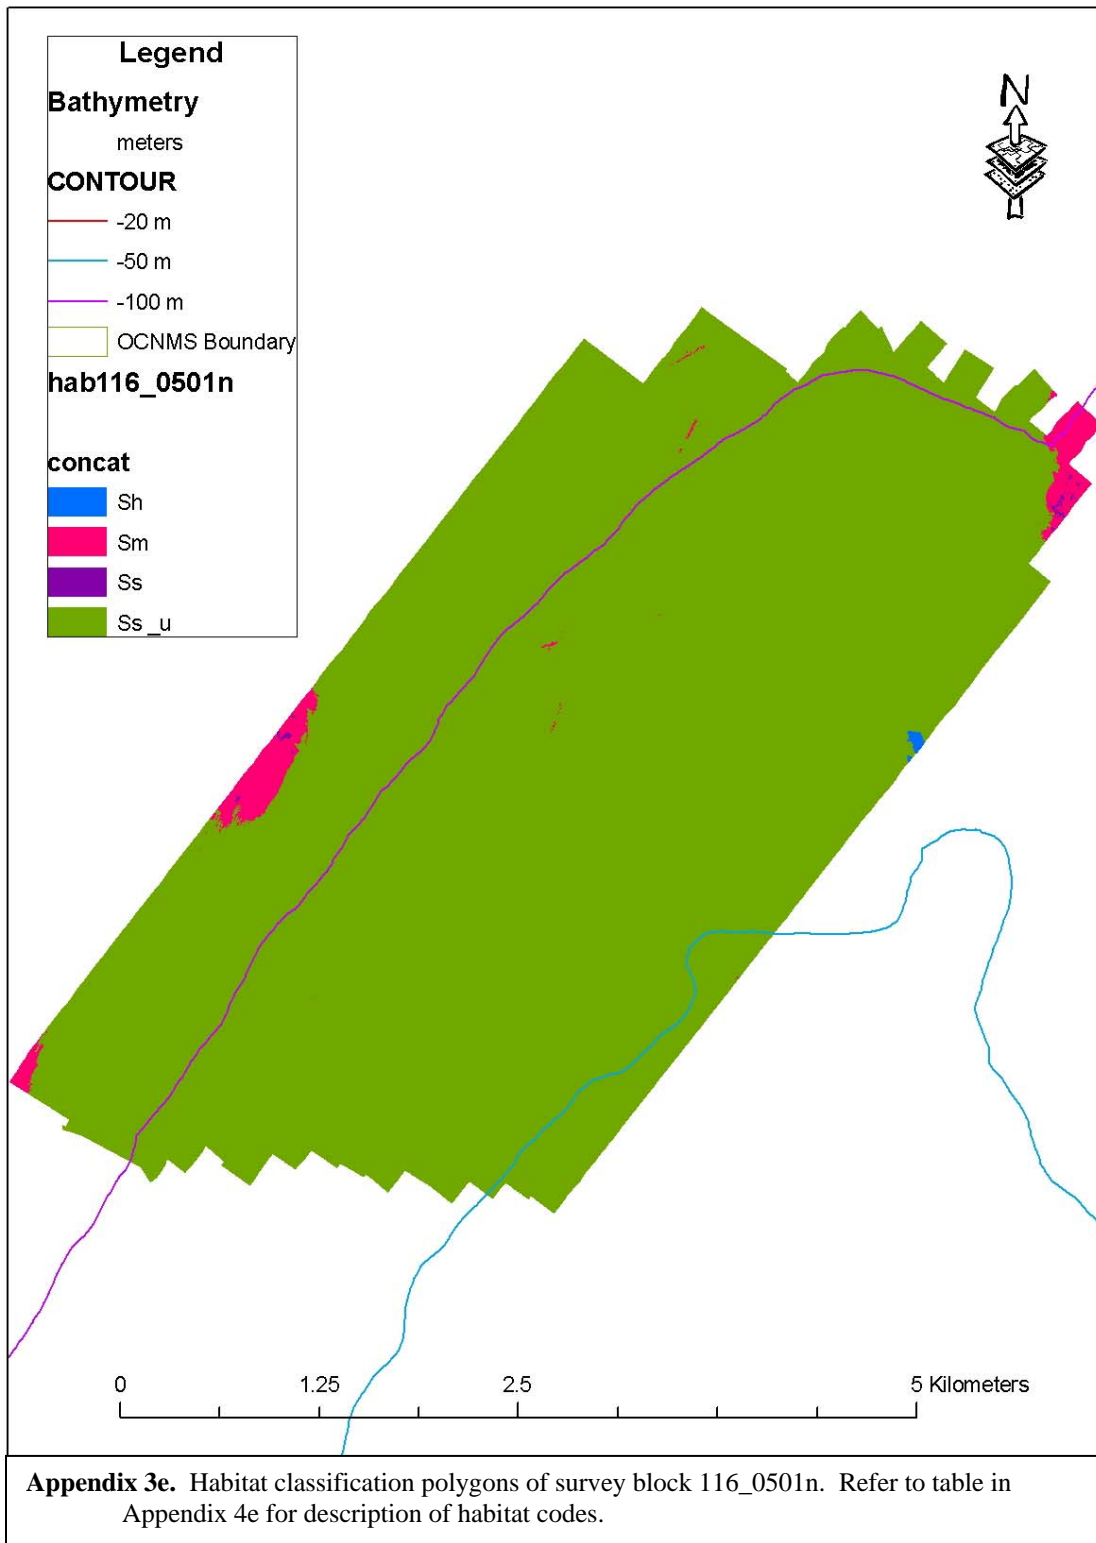 Legend
Bathymetry
meters
CONTOUR
-20 m
-50 m
-100 m
OCNMS Boundary
hab116_0501n
concat
Sh
Sm
Ss
Ss_u
N
0 1.25 2.5 5 Kilometers
Appendix 3e. Habitat classification polygons of survey block 116_0501n. Refer to table in
Appendix 4e for description of habitat codes.